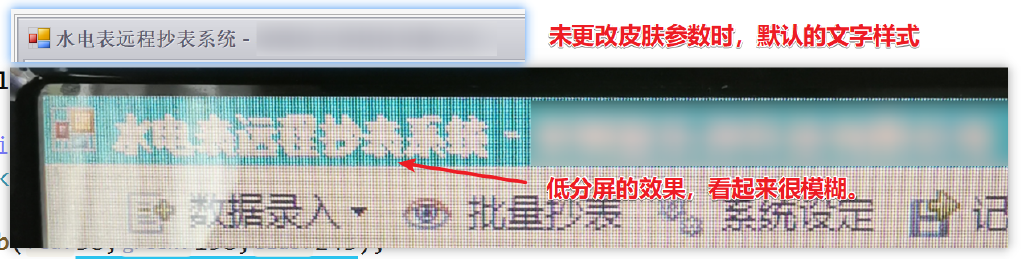 水电表远程抄表系统 -
未更改皮肤参数时，默认的文字样式
水电表远程抄表系统 -
低分屏的效果，看起来很模糊。
数据录入 批量抄表 系统设定 记